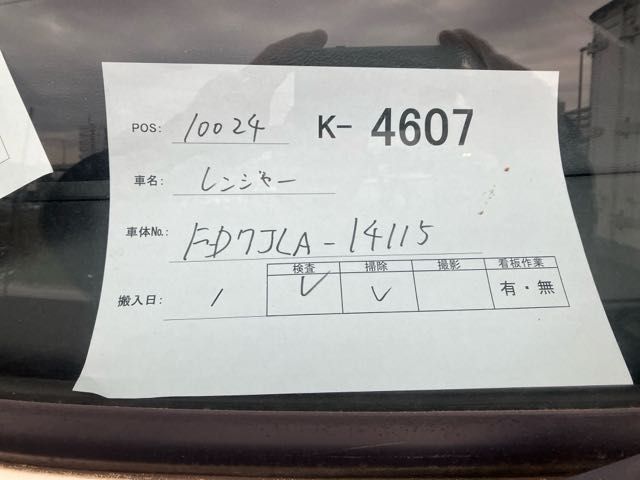 POS: 10024 K- 4607
車名: レンジャー
車体No.: FD7JLA-14115
検査 掃除 撮影 看板作業
搬入日: / ✓ ✓ 有・無